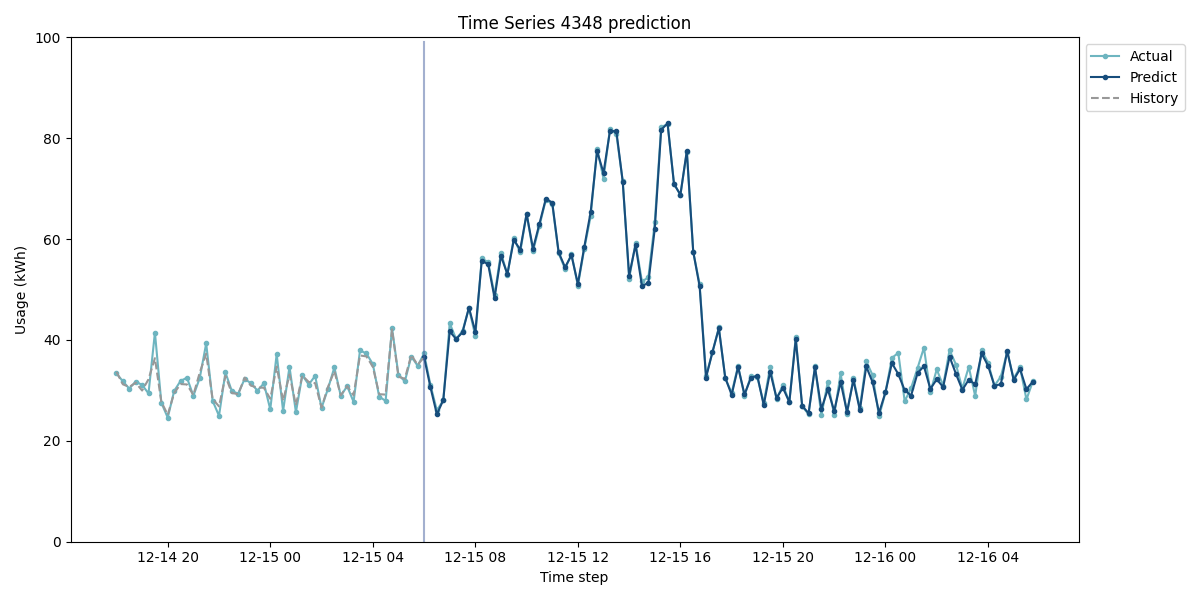 Time Series 4348 prediction
Actual
Predict
History
Usage (kWh)
100
80
60
40
20
0
12-14 20
12-15 00
12-15 04
12-15 08
12-15 12
12-15 16
12-15 20
12-16 00
12-16 04
Time step